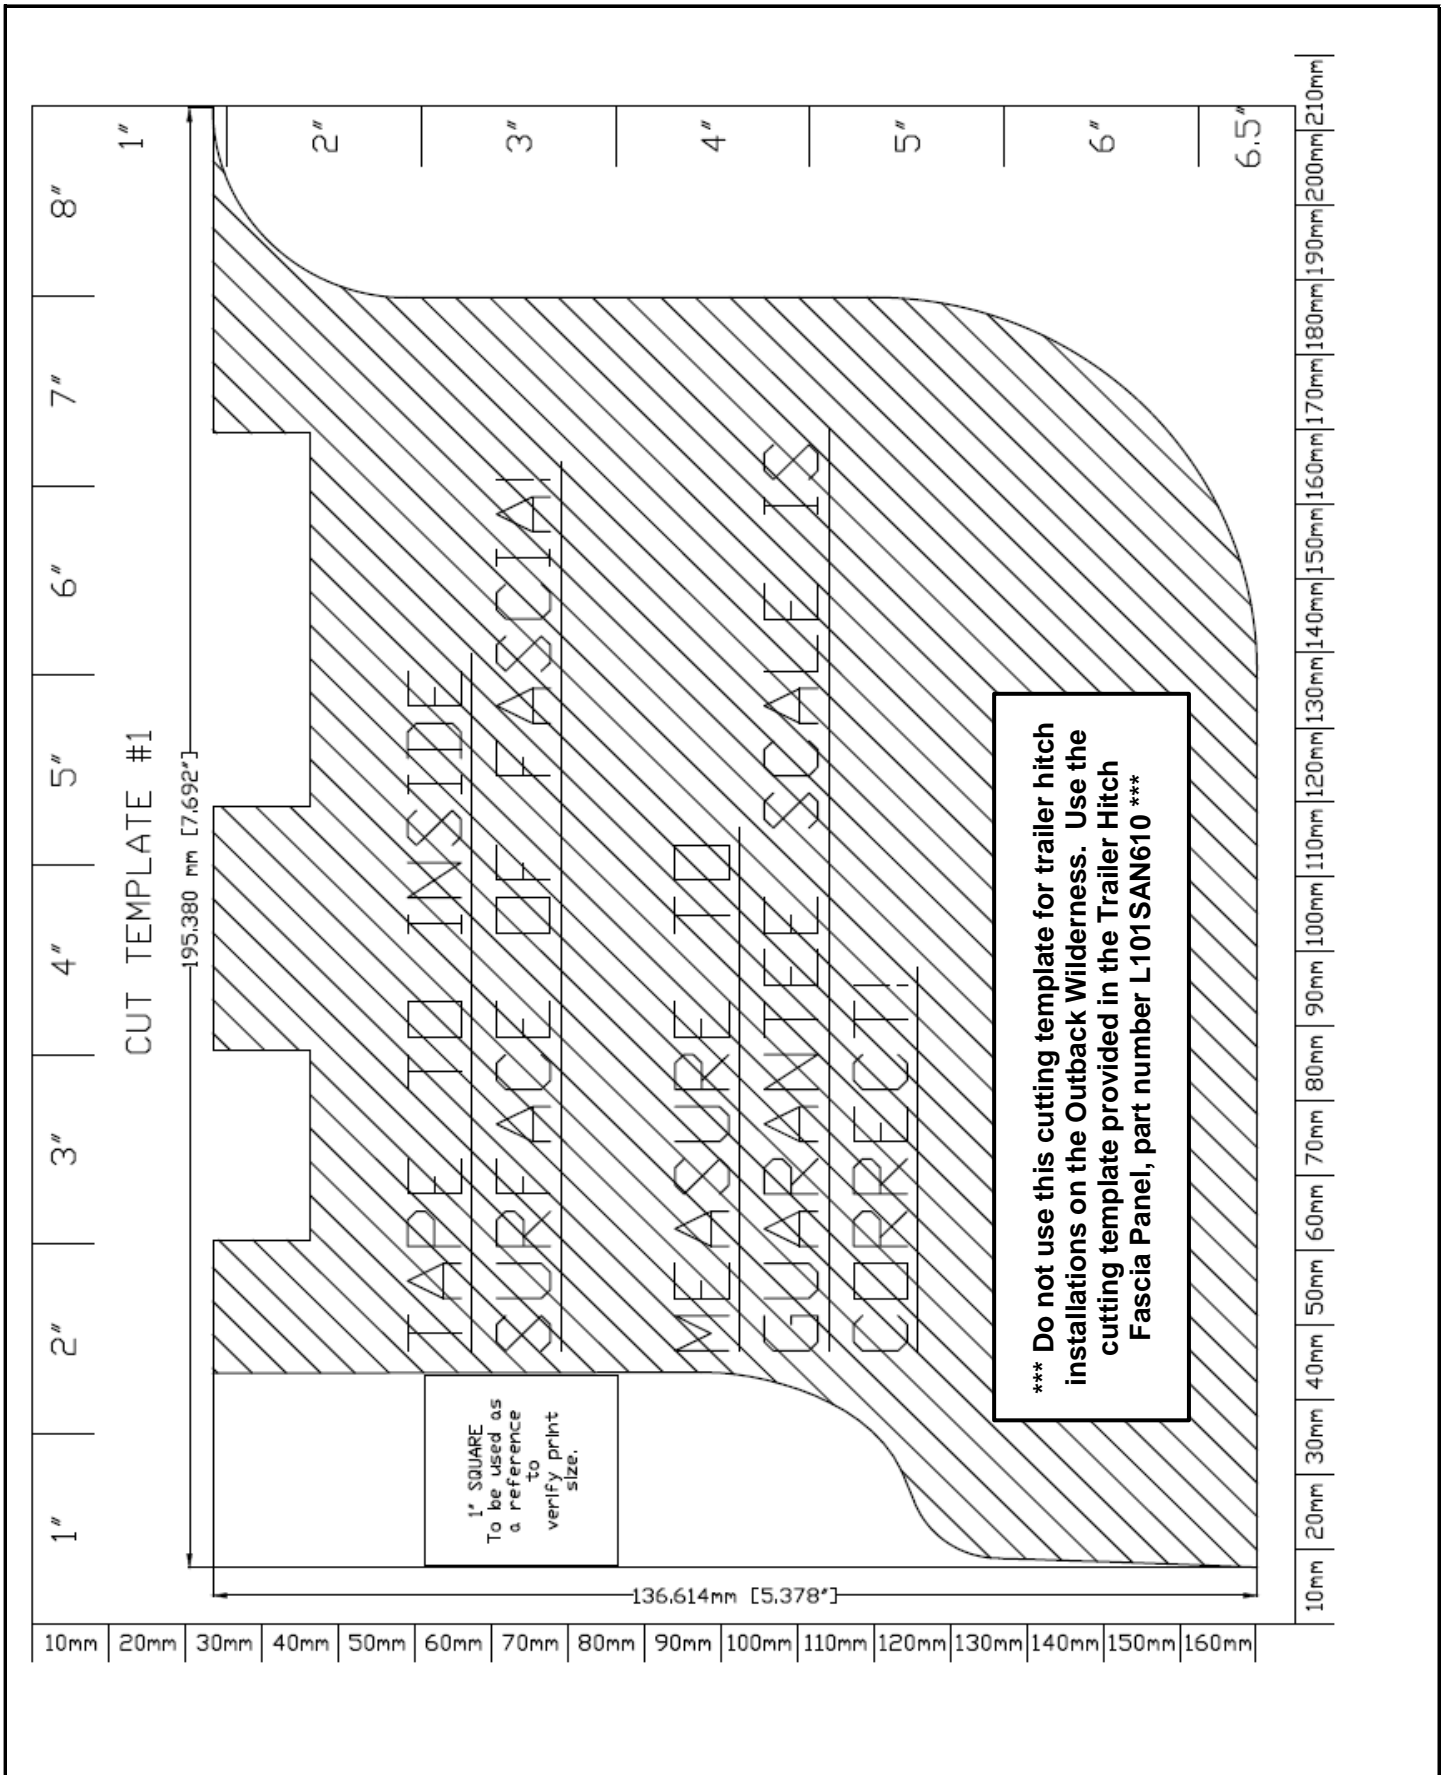 1″
2″
3″
4″
5″
6″
7″
8″
CUT TEMPLATE #1
195.380 mm [7.692″]
1″
2″
3″
4″
5″
6″
6.5″
TAPE TO INSIDE
SURFACE OF FASCIA!
MEASURE TO
GUARANTEE SCALE IS
CORRECT!
1″ SQUARE
To be used as
a reference
to
verify print
size.
*** Do not use this cutting template for trailer hitch
installations on the Outback Wilderness. Use the
cutting template provided in the Trailer Hitch
Fascia Panel, part number L101SAN610 ***
136.614mm [5.378″]
10mm
20mm
30mm
40mm
50mm
60mm
70mm
80mm
90mm
100mm
110mm
120mm
130mm
140mm
150mm
160mm
10mm
20mm
30mm
40mm
50mm
60mm
70mm
80mm
90mm
100mm
110mm
120mm
130mm
140mm
150mm
160mm
170mm
180mm
190mm
200mm
210mm